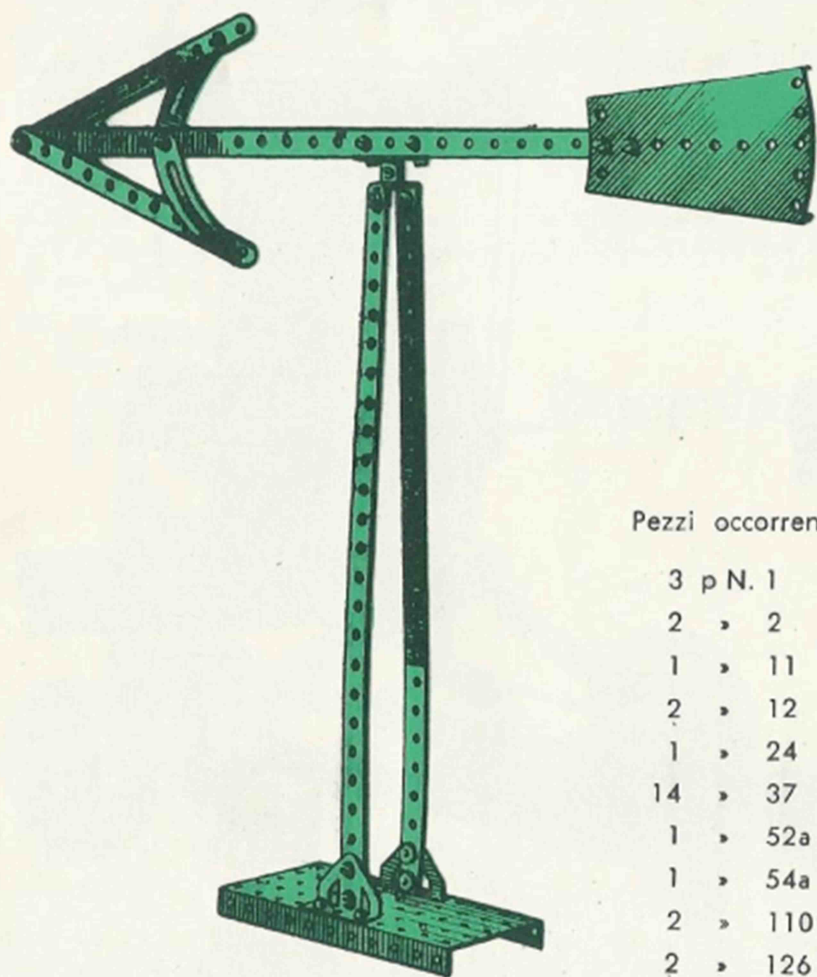 Pezzi occorren
3 p N. 1
2 » 2
1 » 11
2 » 12
1 » 24
14 » 37
1 » 52a
1 » 54a
2 » 110
2 » 126